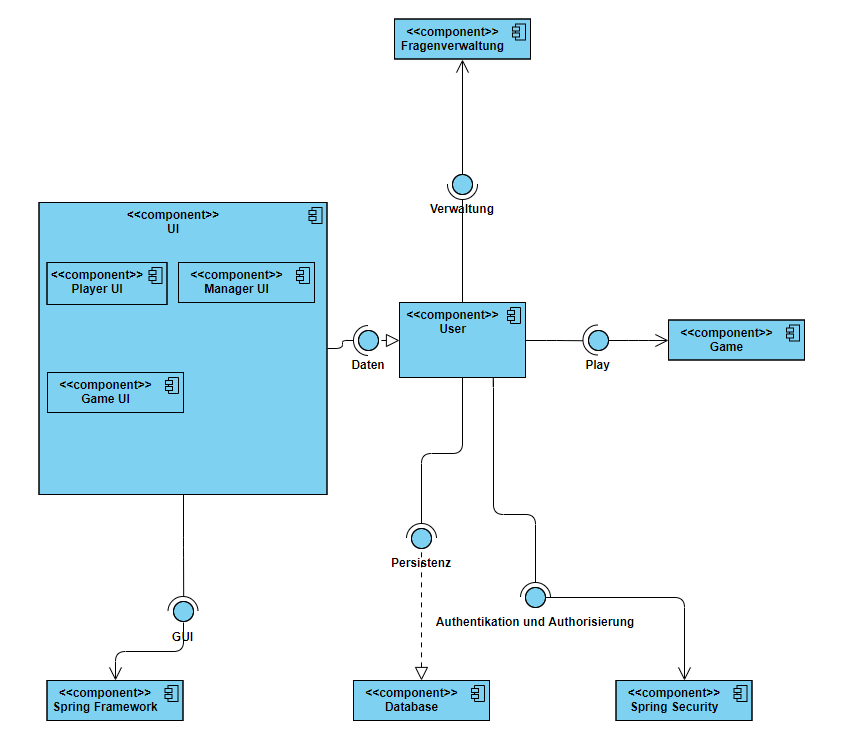 <<component>>
Fragenverwaltung
Verwaltung
<<component>>
UI
<<component>>
Player UI
<<component>>
Manager UI
<<component>>
Game UI
Daten
<<component>>
User
Play
<<component>>
Game
Persistenz
Authentikation und Authorisierung
GUI
<<component>>
Spring Framework
<<component>>
Database
<<component>>
Spring Security